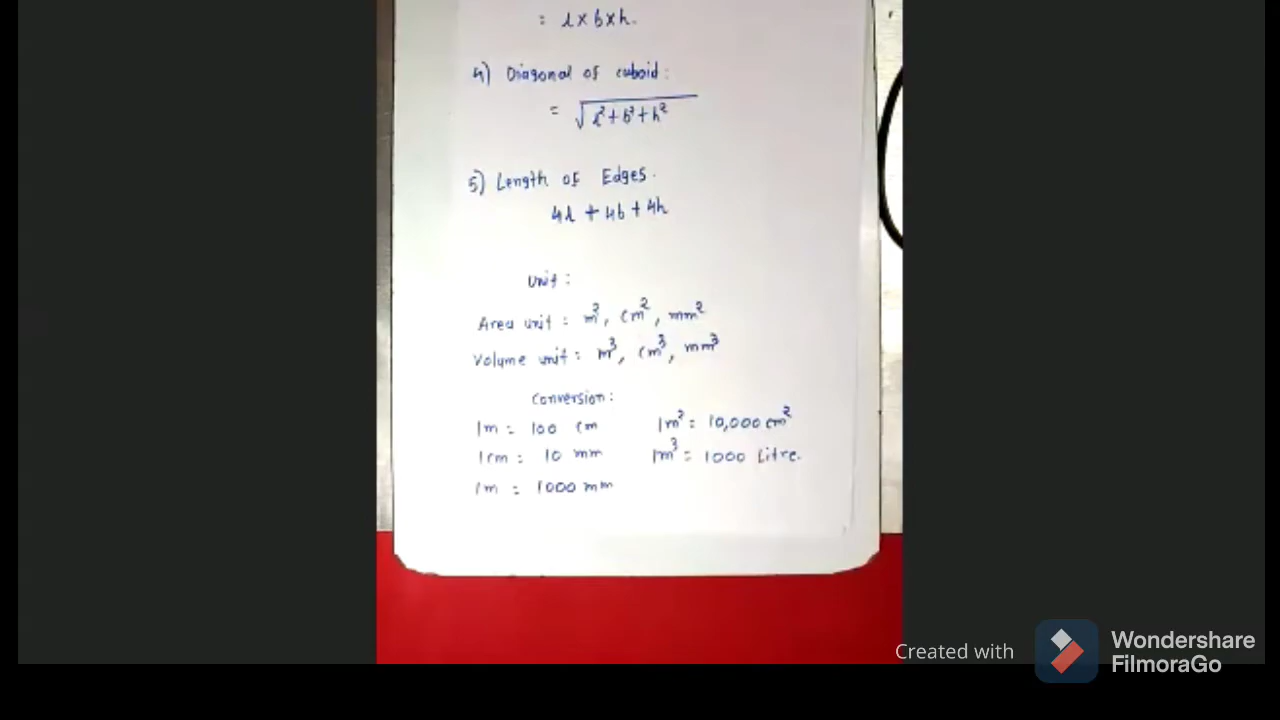 = l×b×h.
4) Diagonal of cuboid:
= √l²+b²+h²
5) Length of Edges.
4l + 4b + 4h
Unit:
Area unit : m², cm², mm²
Volume unit : m³, cm³, mm³
Conversion:
1m = 100 cm 1m² = 10,000 cm²
1cm = 10 mm 1m³ = 1000 Litre.
1m = 1000 mm
Created with Wondershare FilmoraGo